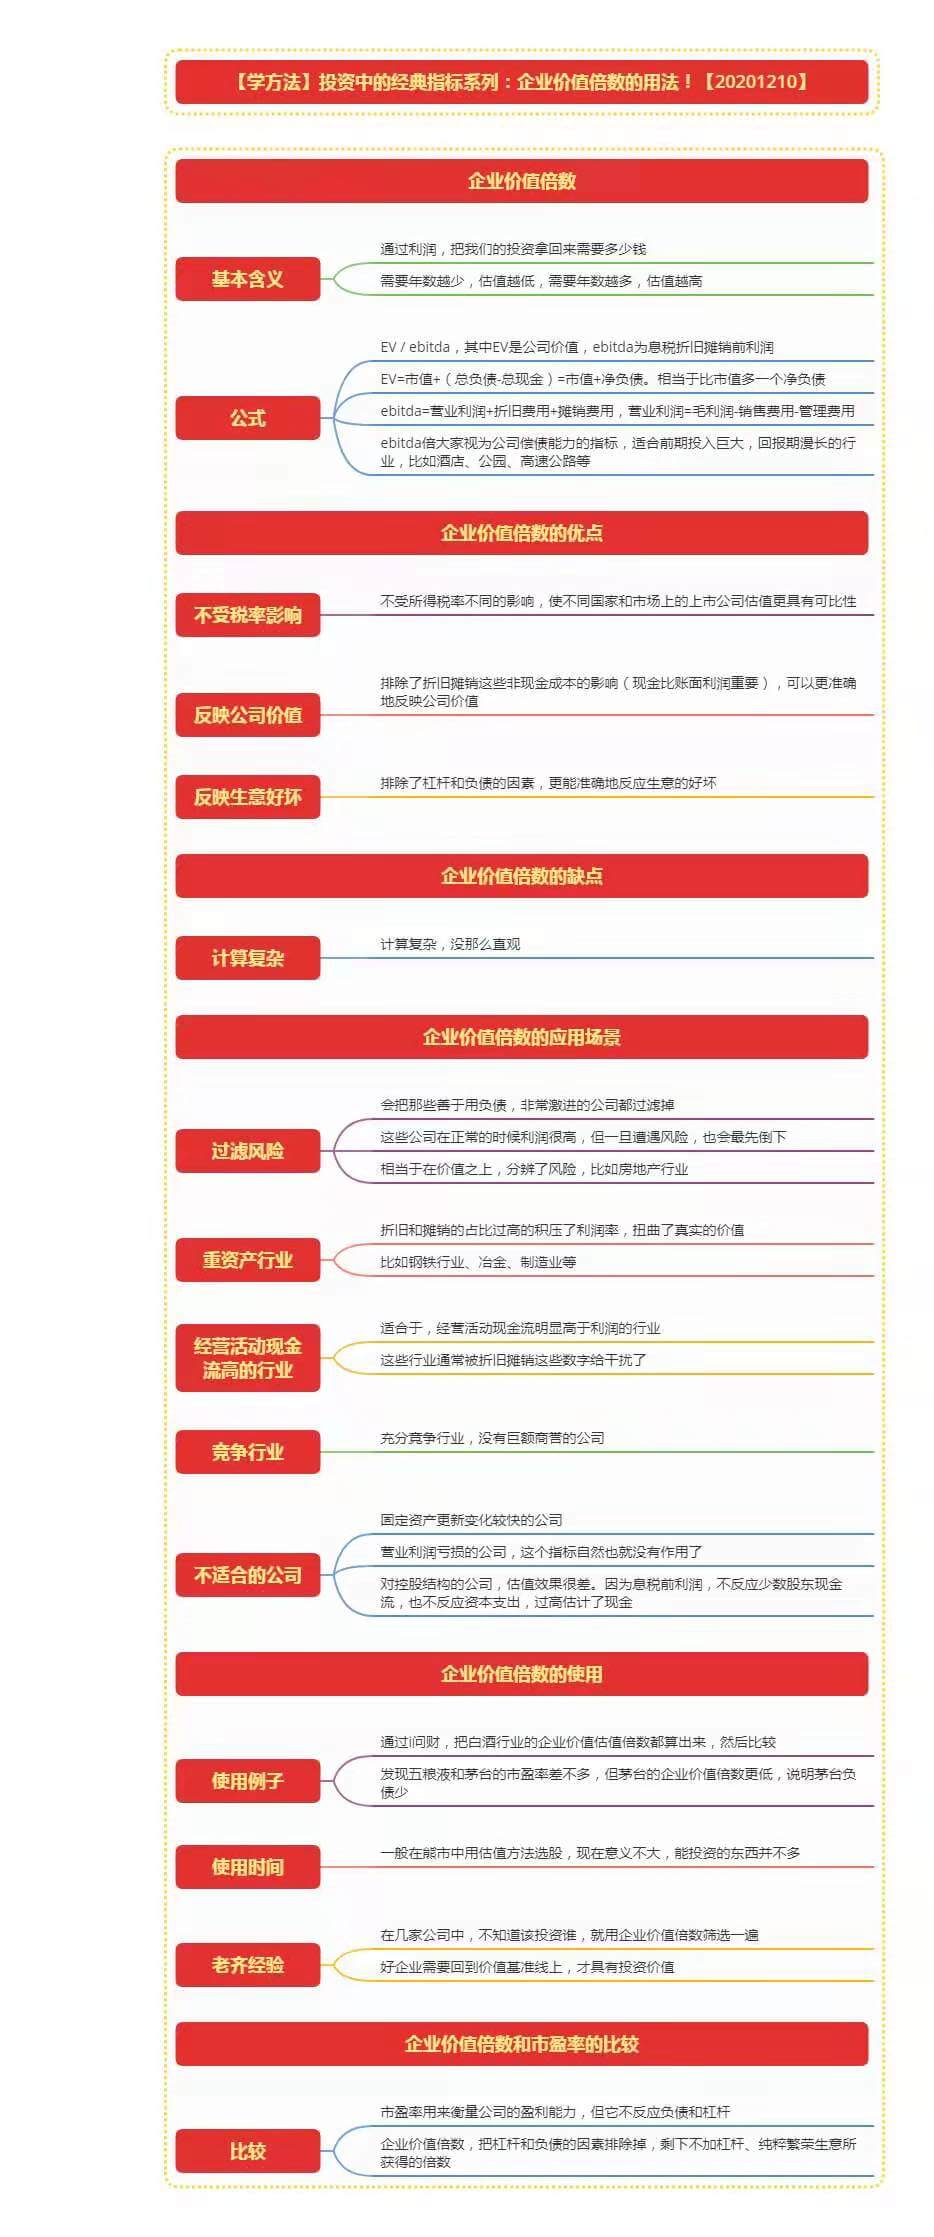 【学方法】投资中的经典指标系列：企业价值倍数的用法！【20201210】
企业价值倍数
基本含义
通过利润，把我们的投资拿回来需要多少钱
需要年数越少，估值越低，需要年数越多，估值越高
公式
EV / ebitda，其中EV是公司价值，ebitda为息税折旧摊销前利润
EV=市值+（总负债-总现金）=市值+净负债。相当于比市值多一个净负债
ebitda=营业利润+折旧费用+摊销费用，营业利润=毛利润-销售费用-管理费用
ebitda倍大家视为公司偿债能力的指标，适合前期投入巨大，回报期漫长的行
业，比如酒店、公园、高速公路等
企业价值倍数的优点
不受税率影响
不受所得税率不同的影响，使不同国家和市场上的上市公司估值更具有可比性
反映公司价值
排除了折旧摊销这些非现金成本的影响（现金比账面利润重要），可以更准确
地反映公司价值
反映生意好坏
排除了杠杆和负债的因素，更能准确地反应生意的好坏
企业价值倍数的缺点
计算复杂
计算复杂，没那么直观
企业价值倍数的应用场景
过滤风险
会把那些善于用负债，非常激进的公司都过滤掉
这些公司在正常的时候利润很高，但一旦遭遇风险，也会最先倒下
相当于在价值之上，分辨了风险，比如房地产行业
重资产行业
折旧和摊销的占比过高的积压了利润率，扭曲了真实的价值
比如钢铁行业、冶金、制造业等
经营活动现金
流高的行业
适合于，经营活动现金流明显高于利润的行业
这些行业通常被折旧摊销这些数字给干扰了
竞争行业
充分竞争行业，没有巨额商誉的公司
不适合的公司
固定资产更新变化较快的公司
营业利润亏损的公司，这个指标自然也就没有作用了
对控股结构的公司，估值效果很差。因为息税前利润，不反应少数股东现金
流，也不反应资本支出，过高估计了现金
企业价值倍数的使用
使用例子
通过i问财，把白酒行业的企业价值估值倍数都算出来，然后比较
发现五粮液和茅台的市盈率差不多，但茅台的企业价值倍数更低，说明茅台负
债少
使用时间
一般在熊市中用估值方法选股，现在意义不大，能投资的东西并不多
老齐经验
在几家公司中，不知道该投资谁，就用企业价值倍数筛选一遍
好企业需要回到价值基准线上，才具有投资价值
企业价值倍数和市盈率的比较
比较
市盈率用来衡量公司的盈利能力，但它不反应负债和杠杆
企业价值倍数，把杠杆和负债的因素排除掉，剩下不加杠杆、纯粹繁荣生意所
获得的倍数